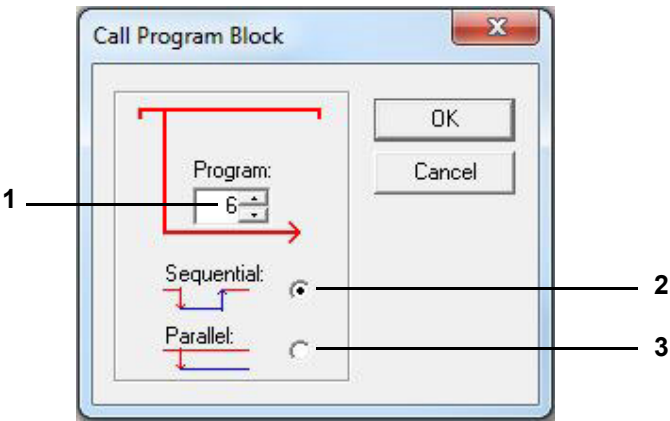 Call Program Block
OK
Program:
Cancel
1
6
Sequential:
2
Parallel:
3